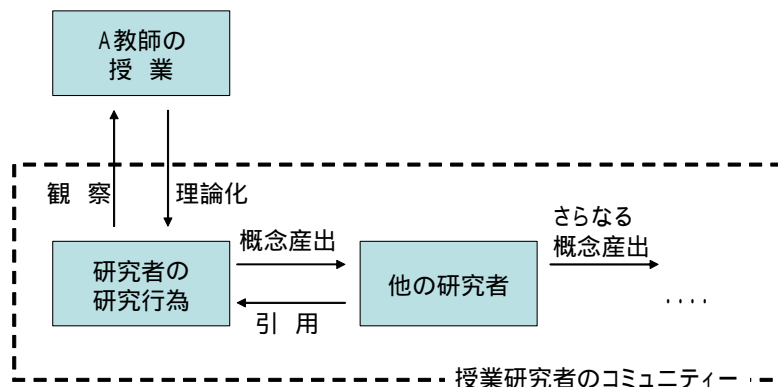 A教師の
授 業
観 察
理論化
研究者の
研究行為
概念産出
引 用
他の研究者
さらなる
概念産出
....
授業研究者のコミュニティー